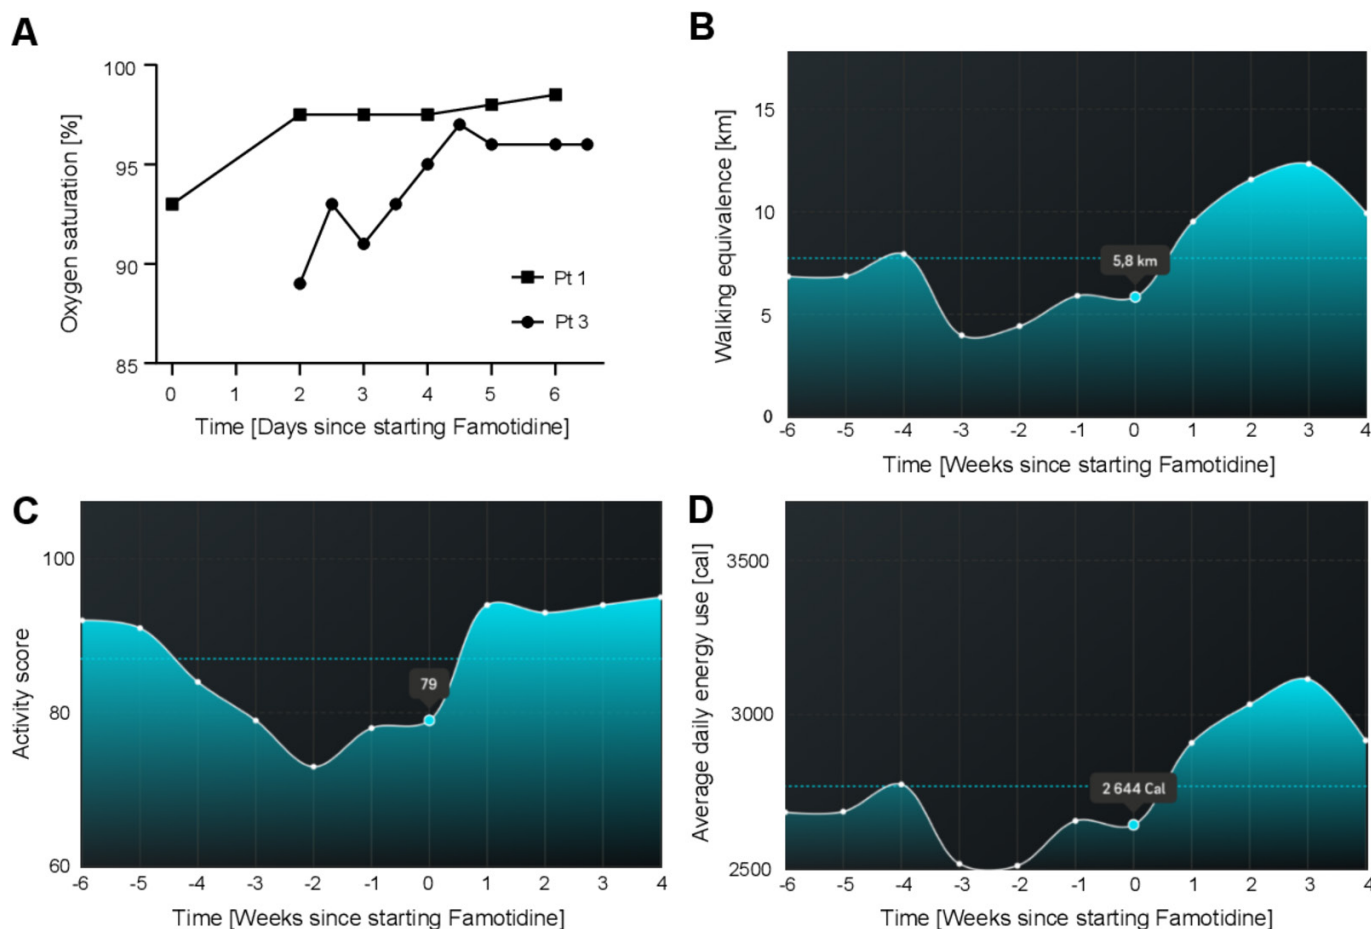 A
100
95
90
85
Oxygen saturation [%]
Pt 1
Pt 3
0 1 2 3 4 5 6
Time [Days since starting Famotidine]
B
15
10
5
0
Walking equivalence [km]
5,8 km
-6 -5 -4 -3 -2 -1 0 1 2 3 4
Time [Weeks since starting Famotidine]
C
100
80
60
Activity score
79
-6 -5 -4 -3 -2 -1 0 1 2 3 4
Time [Weeks since starting Famotidine]
D
3500
3000
2500
Average daily energy use [cal]
2 644 Cal
-6 -5 -4 -3 -2 -1 0 1 2 3 4
Time [Weeks since starting Famotidine]